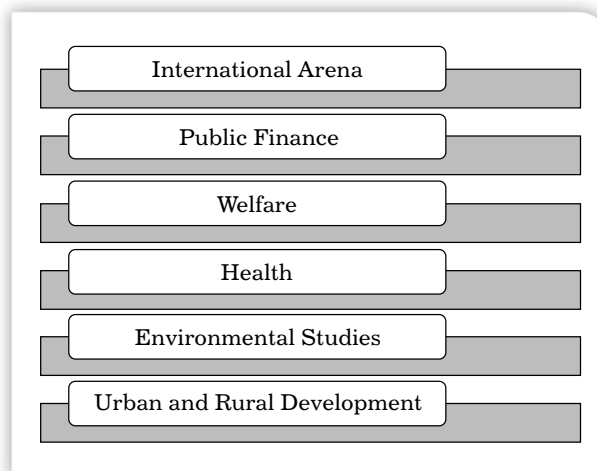 International Arena
Public Finance
Welfare
Health
Environmental Studies
Urban and Rural Development